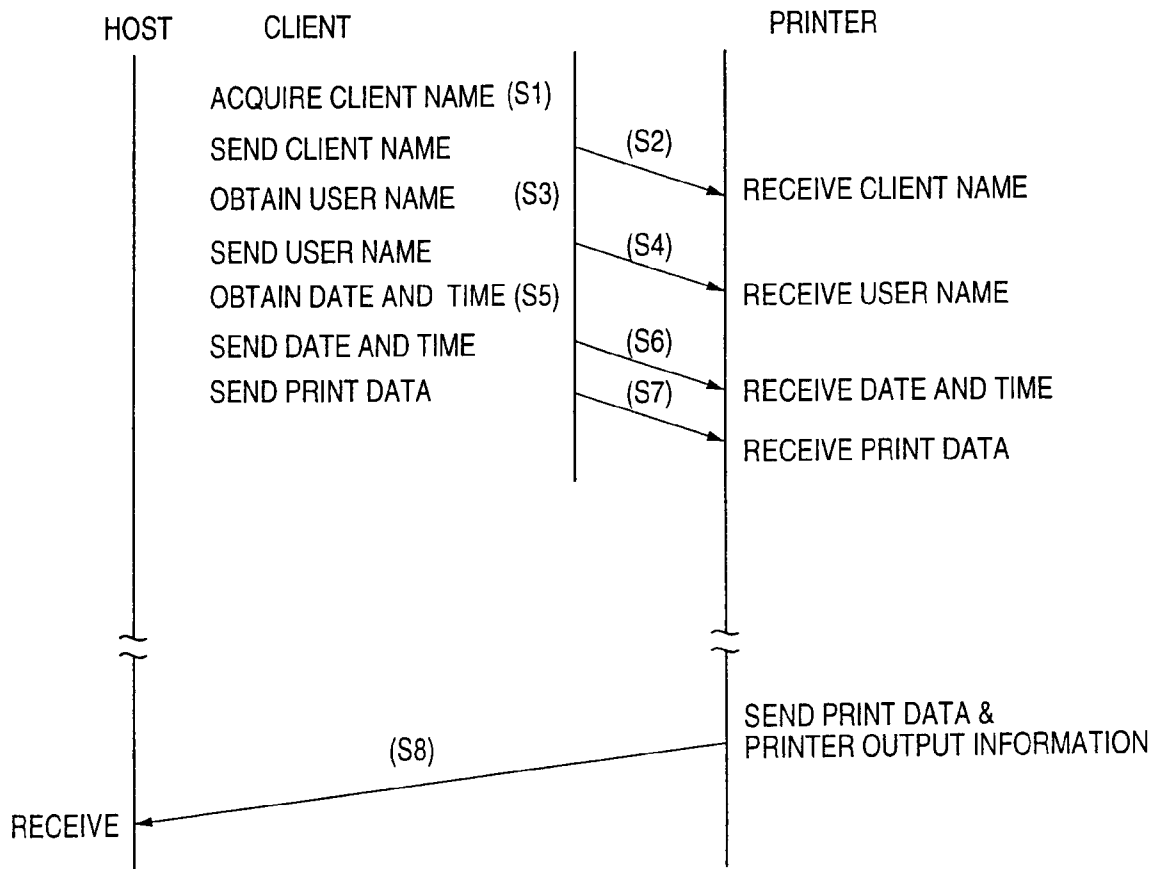 HOST CLIENT PRINTER
ACQUIRE CLIENT NAME (S1)
SEND CLIENT NAME (S2)
RECEIVE CLIENT NAME
OBTAIN USER NAME (S3)
SEND USER NAME (S4)
RECEIVE USER NAME
OBTAIN DATE AND TIME (S5)
SEND DATE AND TIME (S6)
RECEIVE DATE AND TIME
SEND PRINT DATA (S7)
RECEIVE PRINT DATA
SEND PRINT DATA &
PRINTER OUTPUT INFORMATION
(S8)
RECEIVE